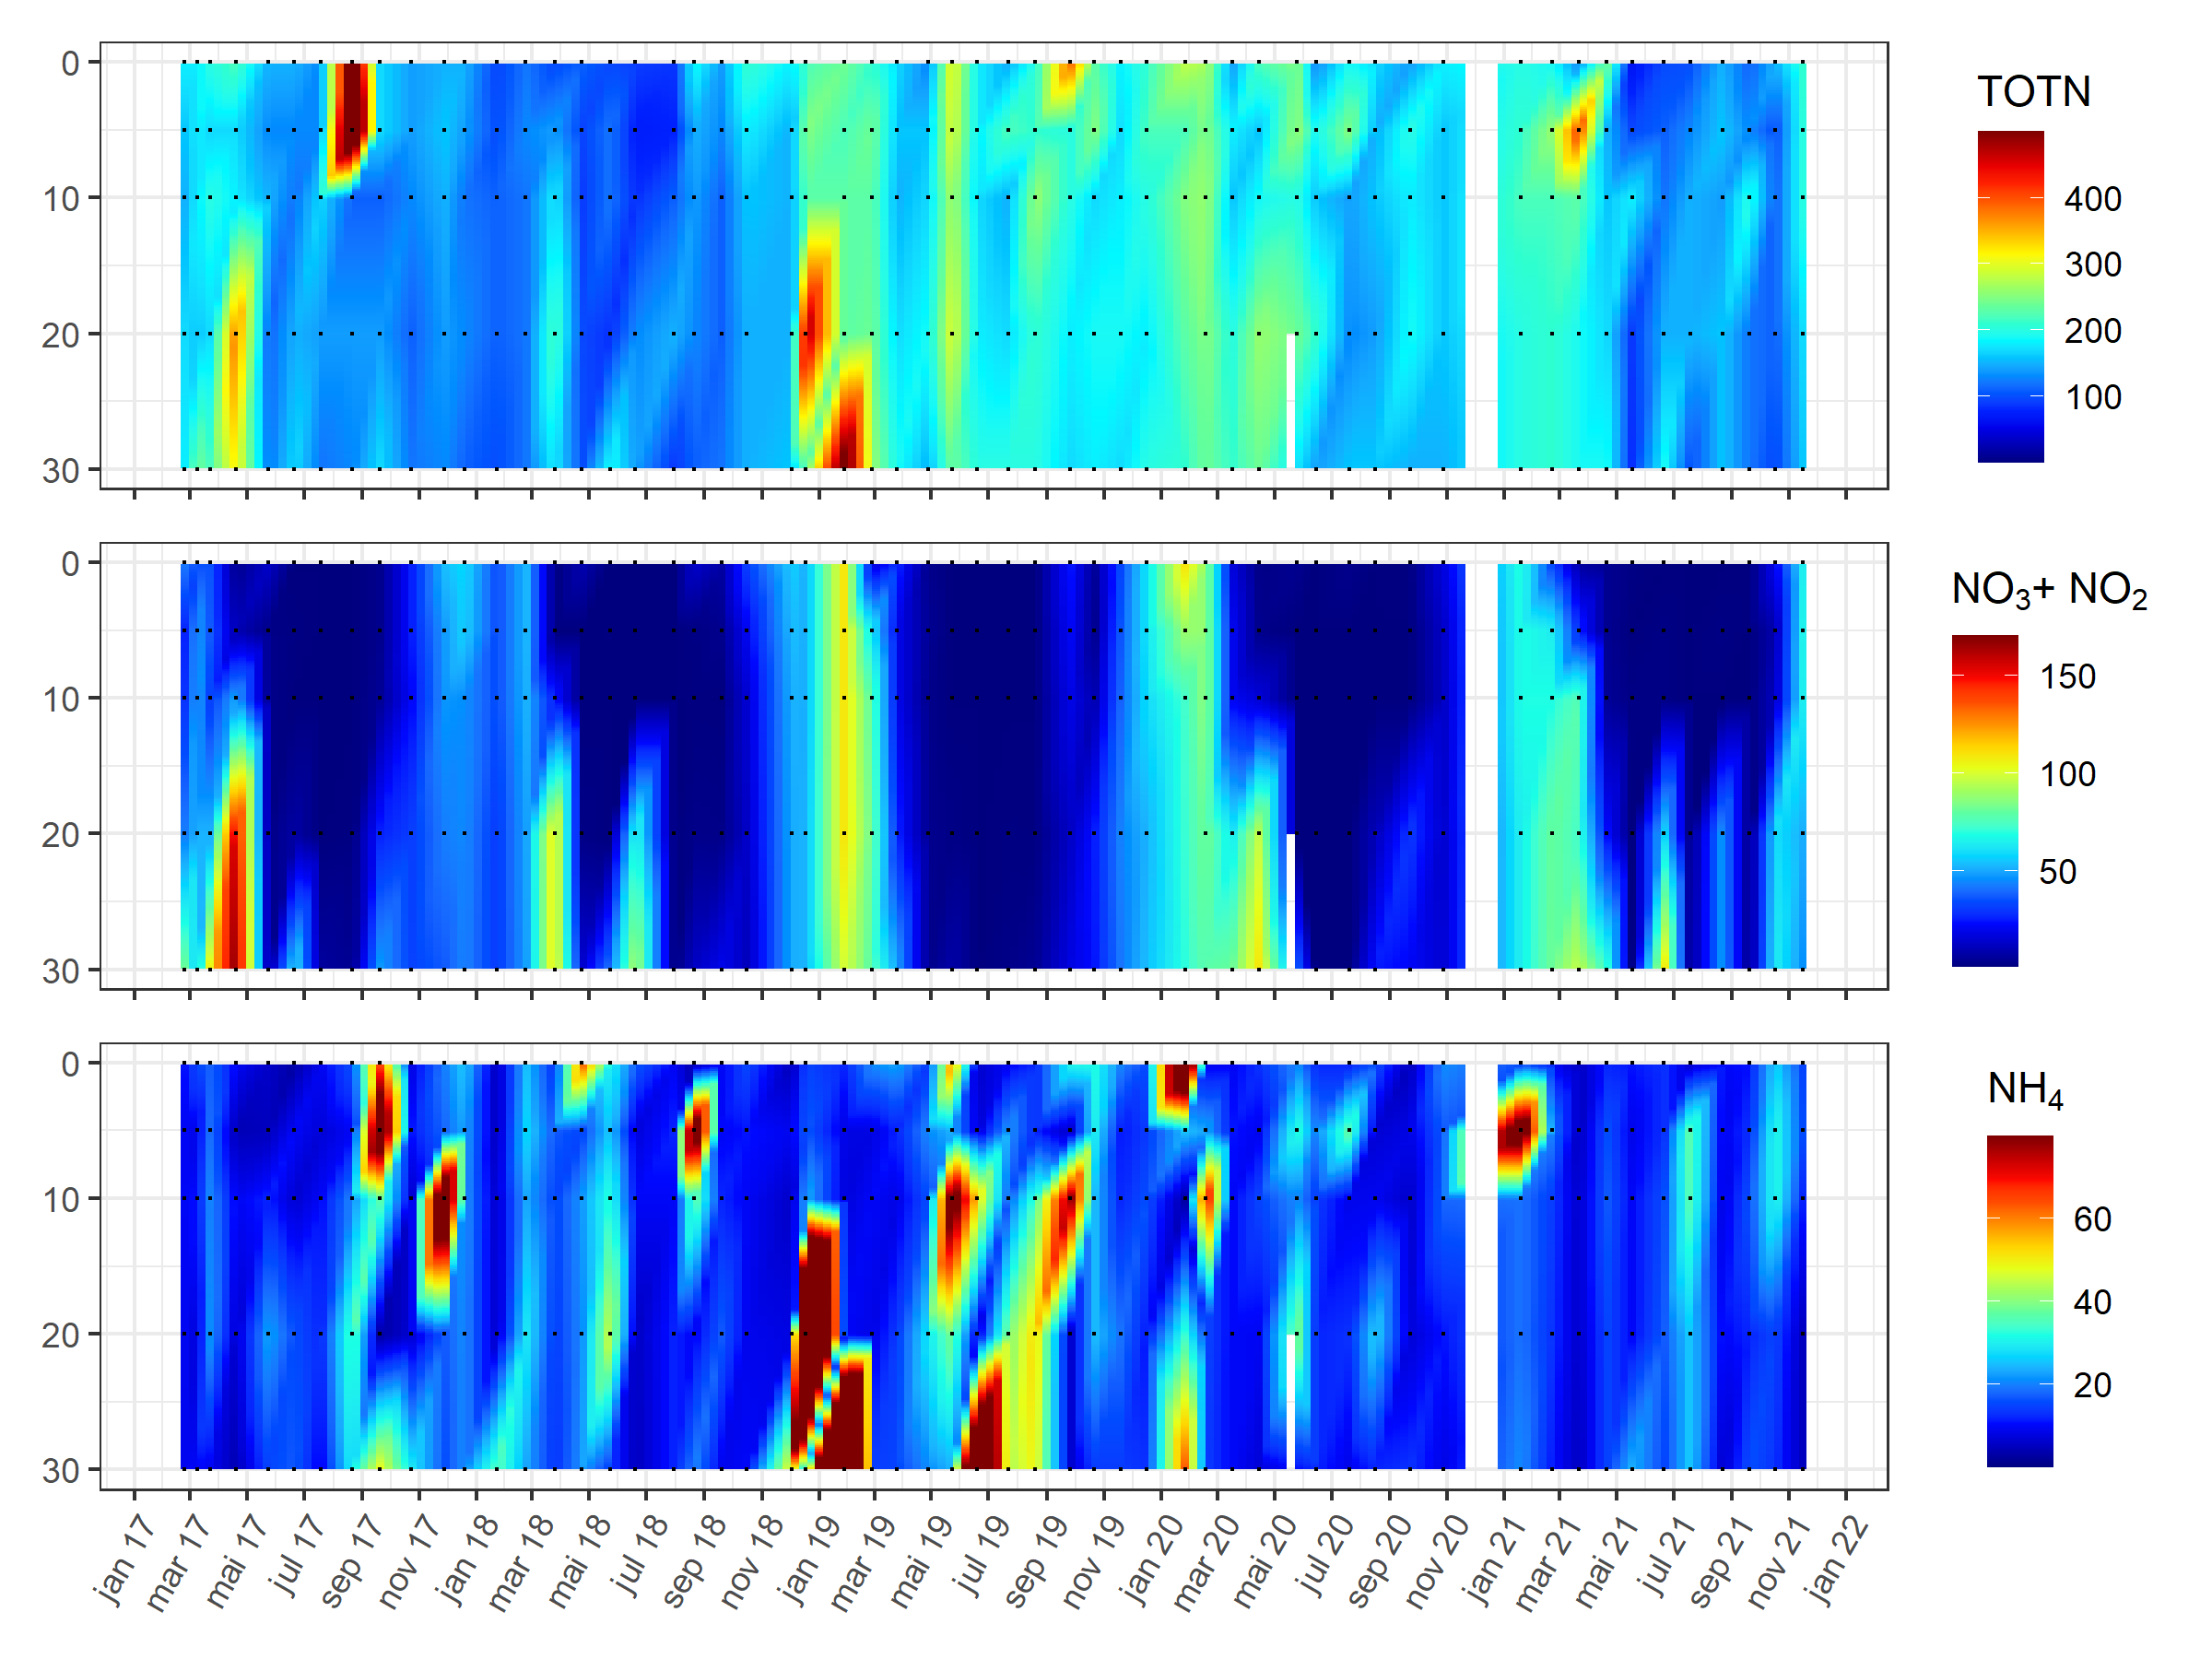 0
10
20
30
TOTN
400
300
200
100
0
10
20
30
NO₃+ NO₂
150
100
50
0
10
20
30
NH₄
60
40
20
jan 17
mar 17
mai 17
jul 17
sep 17
nov 17
jan 18
mar 18
mai 18
jul 18
sep 18
nov 18
jan 19
mar 19
mai 19
jul 19
sep 19
nov 19
jan 20
mar 20
mai 20
jul 20
sep 20
nov 20
jan 21
mar 21
mai 21
jul 21
sep 21
nov 21
jan 22